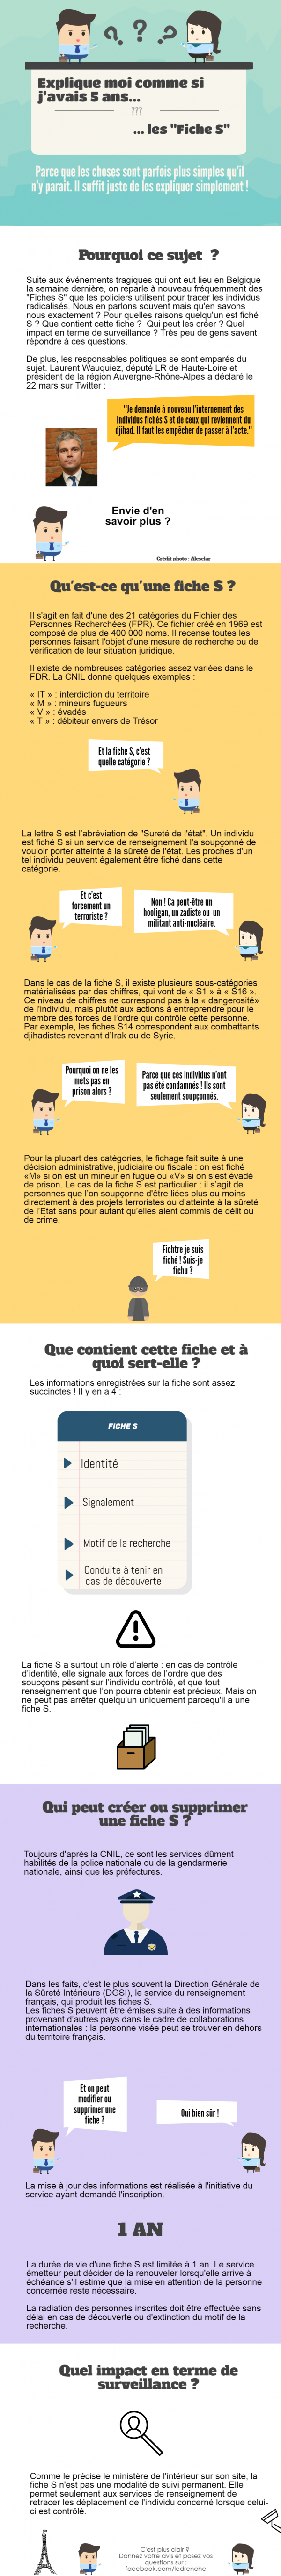 ? ? ?
Explique moi comme si
j'avais 5 ans...
???
... les "Fiche S"
Parce que les choses sont parfois plus simples qu'il
n'y parait. Il suffit juste de les expliquer simplement !
Pourquoi ce sujet ?
Suite aux événements tragiques qui ont eut lieu en Belgique
la semaine dernière, on reparle à nouveau fréquemment des
"Fiches S" que les policiers utilisent pour tracer les individus
radicalisés. Nous en parlons souvent mais qu'en savons
nous exactement ? Pour quelles raisons quelqu'un est fiché
S ? Que contient cette fiche ? Qui peut les créer ? Quel
impact en terme de surveillance ? Très peu de gens savent
répondre à ces questions.
De plus, les responsables politiques se sont emparés du
sujet. Laurent Wauquiez, député LR de Haute-Loire et
président de la région Auvergne-Rhône-Alpes a déclaré le
22 mars sur Twitter :
"Je demande à nouveau l'internement des
individus fichés S et de ceux qui reviennent du
djihad. Il faut les empêcher de passer à l'acte."
Envie d'en
savoir plus ?
Crédit photo : Alesclar
Qu'est-ce qu'une fiche S ?
Il s'agit en fait d'une des 21 catégories du Fichier des
Personnes Recherchées (FPR). Ce fichier créé en 1969 est
composé de plus de 400 000 noms. Il recense toutes les
personnes faisant l'objet d'une mesure de recherche ou de
vérification de leur situation juridique.
Il existe de nombreuses catégories assez variées dans le
FDR. La CNIL donne quelques exemples :
« IT » : interdiction du territoire
« M » : mineurs fugueurs
« V » : évadés
« T » : débiteur envers de Trésor
Et la fiche S, c'est
quelle catégorie ?
La lettre S est l'abréviation de "Sureté de l'état". Un individu
est fiché S si un service de renseignement l'a soupçonné de
vouloir porter atteinte à la sûreté de l'état. Les proches d'un
tel individu peuvent également être fiché dans cette
catégorie.
Et c'est
forcement un
terroriste ?
Non ! Ca peut-être un
hooligan, un zadiste ou un
militant anti-nucléaire.
Dans le cas de la fiche S, il existe plusieurs sous-catégories
matérialisées par des chiffres, qui vont de « S1 » à « S16 ».
Ce niveau de chiffres ne correspond pas à la « dangerosité»
de l'individu, mais plutôt aux actions à entreprendre pour le
membre des forces de l'ordre qui contrôle cette personne.
Par exemple, les fiches S14 correspondent aux combattants
djihadistes revenant d'Irak ou de Syrie.
Pourquoi on ne les
mets pas en
prison alors ?
Parce que ces individus n'ont
pas été condamnés ! Ils sont
seulement soupçonnés.
Pour la plupart des catégories, le fichage fait suite à une
décision administrative, judiciaire ou fiscale : on est fiché
«M» si on est un mineur en fugue ou «V» si on s'est évadé
de prison. Le cas de la fiche S est particulier : il s'agit de
personnes que l'on soupçonne d'être liées plus ou moins
directement à des projets terroristes ou d'atteinte à la sûreté
de l'Etat sans pour autant qu'elles aient commis de délit ou
de crime.
Fichtre je suis
fiché ! Suis-je
fichu ?
Que contient cette fiche et à
quoi sert-elle ?
Les informations enregistrées sur la fiche sont assez
succinctes ! Il y en a 4 :
FICHE S
Identité
Signalement
Motif de la recherche
Conduite à tenir en
cas de découverte
La fiche S a surtout un rôle d'alerte : en cas de contrôle
d'identité, elle signale aux forces de l'ordre que des
soupçons pèsent sur l'individu contrôlé, et que tout
renseignement que l'on pourra obtenir est précieux. Mais on
ne peut pas arrêter quelqu'un uniquement parcequ'il a une
fiche S.
Qui peut créer ou supprimer
une fiche S ?
Toujours d'après la CNIL, ce sont les services dûment
habilités de la police nationale ou de la gendarmerie
nationale, ainsi que les préfectures.
Dans les faits, c'est le plus souvent la Direction Générale de
la Sûreté Intérieure (DGSI), le service du renseignement
français, qui produit les fiches S.
Les fiches S peuvent être émises suite à des informations
provenant d'autres pays dans le cadre de collaborations
internationales : la personne visée peut se trouver en dehors
du territoire français.
Et on peut
modifier ou
supprimer une
fiche ?
Oui bien sûr !
La mise à jour des informations est réalisée à l'initiative du
service ayant demandé l'inscription.
1 AN
La durée de vie d'une fiche S est limitée à 1 an. Le service
émetteur peut décider de la renouveler lorsqu'elle arrive à
échéance s'il estime que la mise en attention de la personne
concernée reste nécessaire.
La radiation des personnes inscrites doit être effectuée sans
délai en cas de découverte ou d'extinction du motif de la
recherche.
Quel impact en terme de
surveillance ?
Comme le précise le ministère de l'intérieur sur son site, la
fiche S n'est pas une modalité de suivi permanent. Elle
permet seulement aux services de renseignement de
retracer les déplacement de l'individu concerné lorsque celui-
ci est contrôlé.
C'est plus clair ?
Donnez votre avis et posez vos
questions sur :
facebook.com/ledrenche